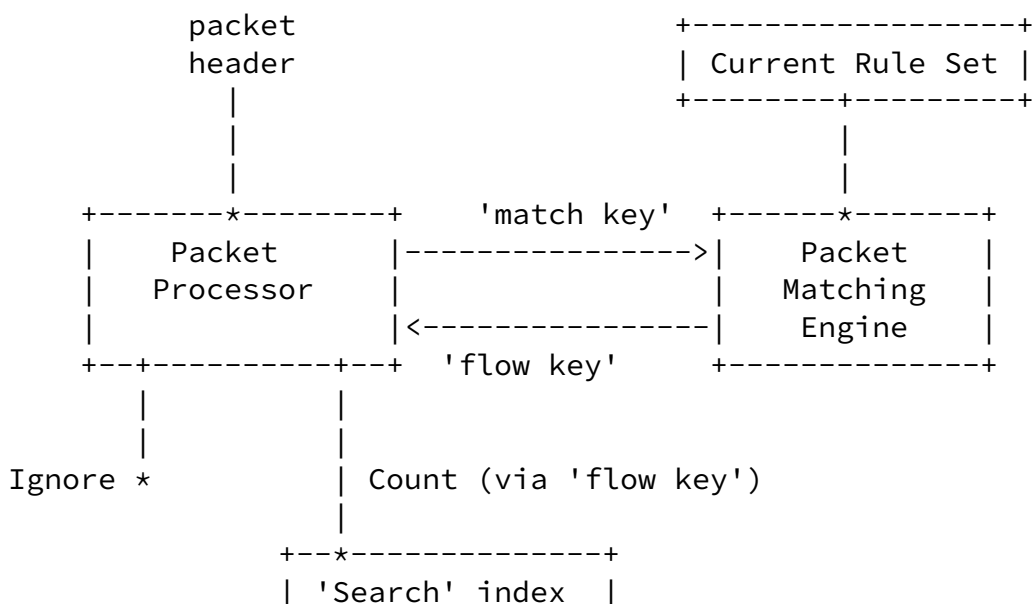 packet
header
Current Rule Set
'match key'
Packet
Processor
Packet
Matching
Engine
'flow key'
Ignore
Count (via 'flow key')
'Search' index